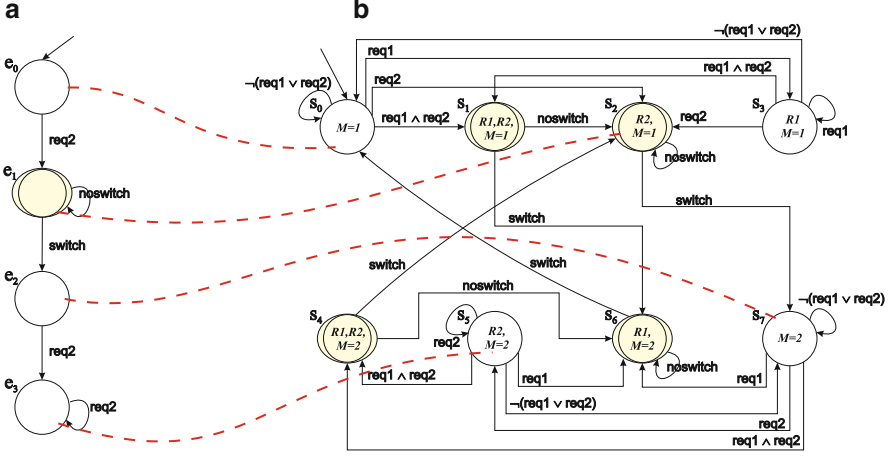 a
e0
req2
e1
noswitch
switch
e2
req2
e3
req2
b
¬(req1 ∨ req2)
req1
req2
req1 ∧ req2
¬(req1 ∨ req2)
S0
M=1
req1 ∧ req2
S1
R1,R2,
M=1
noswitch
S2
R2,
M=1
noswitch
req2
S3
R1
M=1
req1
switch
switch
switch
switch
noswitch
S4
R1,R2,
M=2
S5
R2,
M=2
req2
S6
R1,
M=2
noswitch
S7
M=2
¬(req1 ∨ req2)
req1 ∧ req2
req1
req1
¬(req1 ∨ req2)
req2
req1 ∧ req2